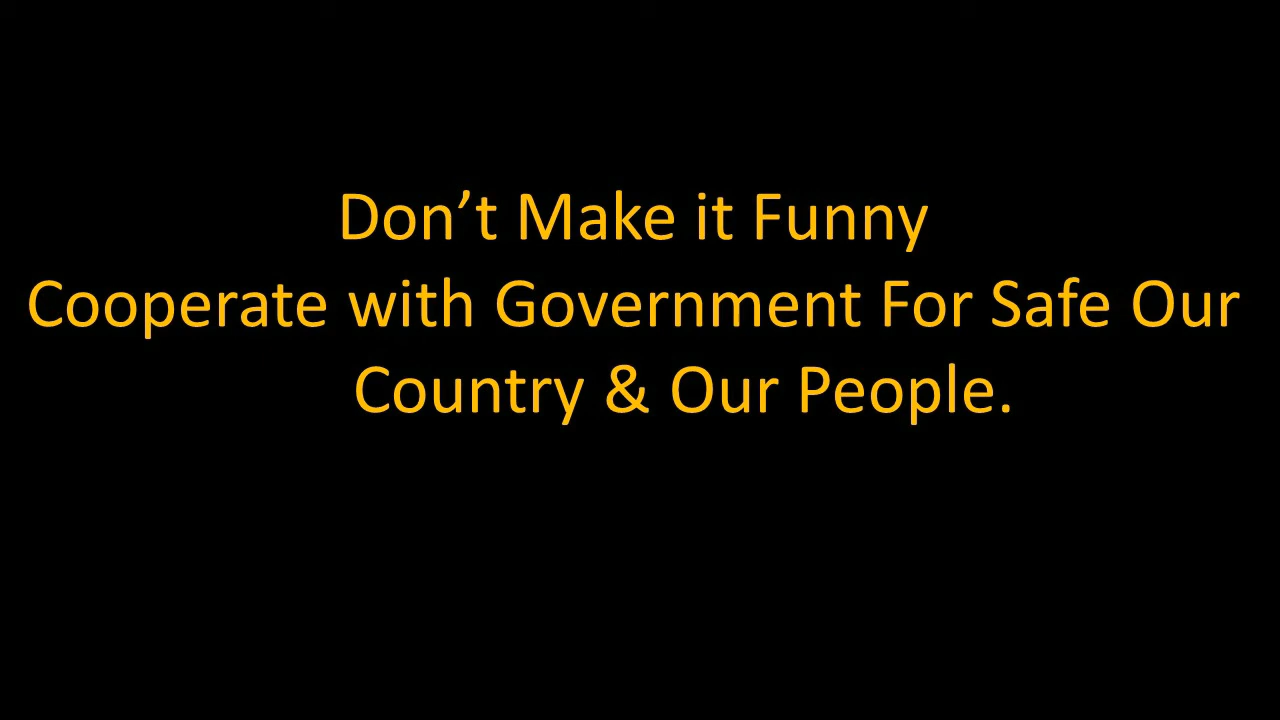 Don’t Make it Funny
Cooperate with Government For Safe Our
Country & Our People.